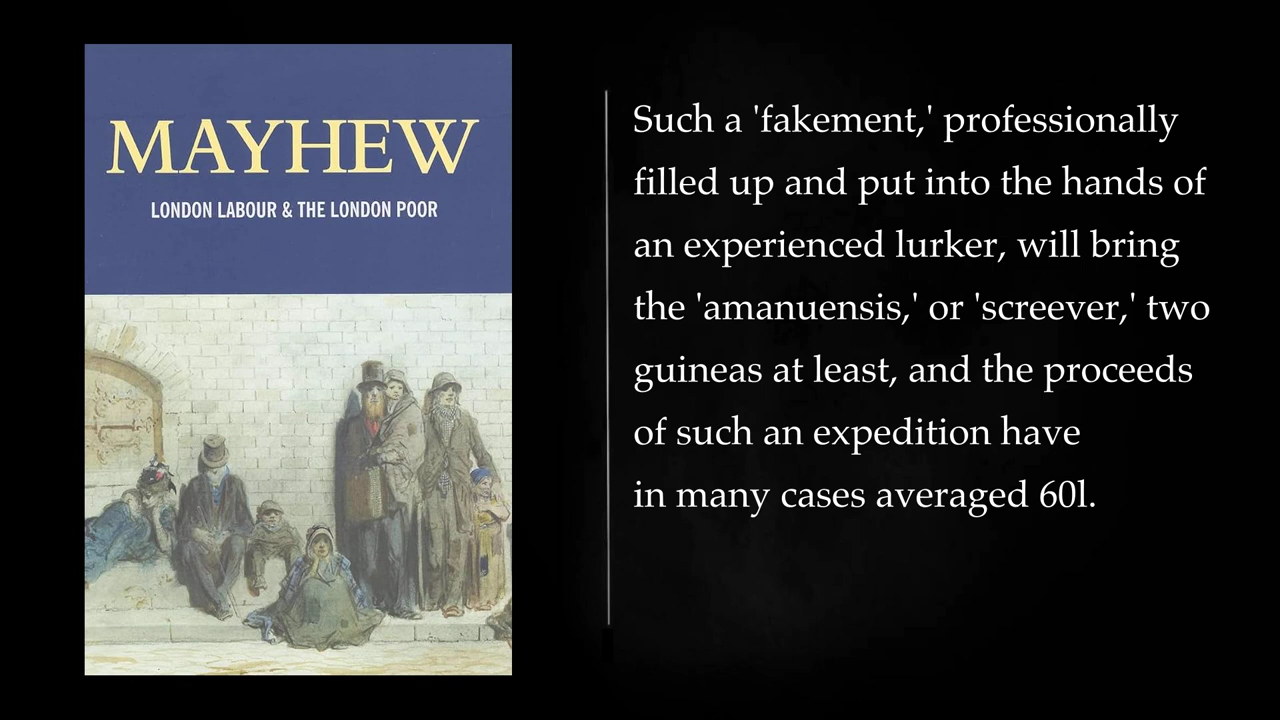 MAYHEW
LONDON LABOUR & THE LONDON POOR
Such a 'fakement,' professionally
filled up and put into the hands of
an experienced lurker, will bring
the 'amanuensis,' or 'screever,' two
guineas at least, and the proceeds
of such an expedition have
in many cases averaged 60l.